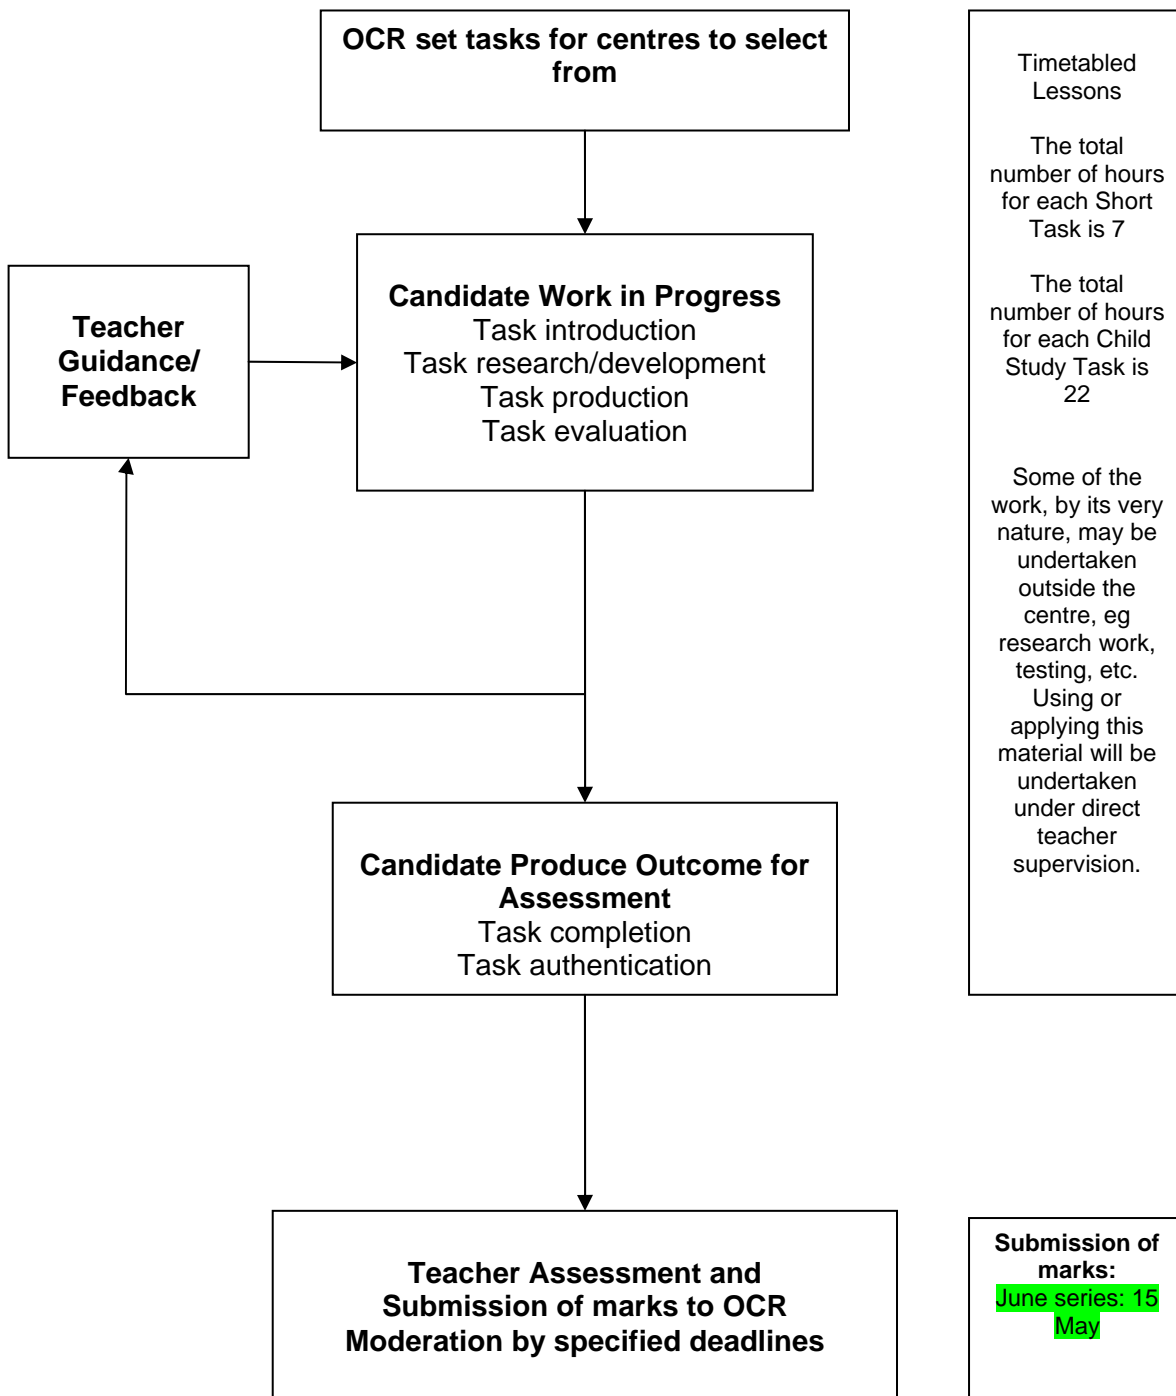 OCR set tasks for centres to select
from
Timetabled
Lessons
The total
number of hours
for each Short
Task is 7
The total
number of hours
for each Child
Study Task is
22
Some of the
work, by its very
nature, may be
undertaken
outside the
centre, eg
research work,
testing, etc.
Using or
applying this
material will be
undertaken
under direct
teacher
supervision.
Teacher
Guidance/
Feedback
Candidate Work in Progress
Task introduction
Task research/development
Task production
Task evaluation
Candidate Produce Outcome for
Assessment
Task completion
Task authentication
Teacher Assessment and
Submission of marks to OCR
Moderation by specified deadlines
Submission of
marks:
June series: 15
May